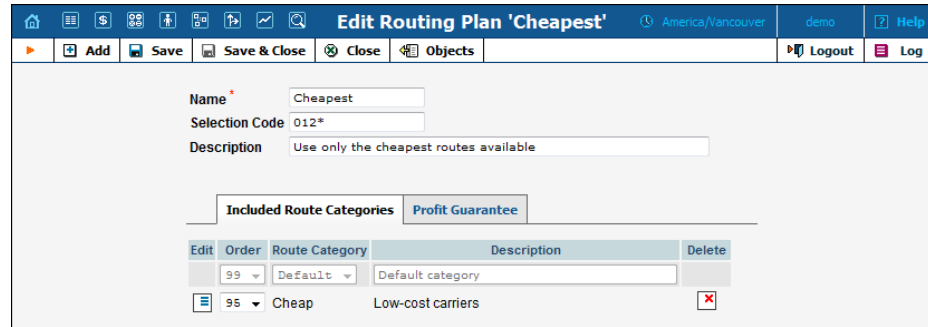 Edit Routing Plan 'Cheapest' America/Vancouver demo ? Help
Add Save Save & Close Close Objects Logout Log
Name * Cheapest
Selection Code 012*
Description Use only the cheapest routes available
Included Route Categories Profit Guarantee
Edit Order Route Category Description Delete
99 Default Default category
95 Cheap Low-cost carriers